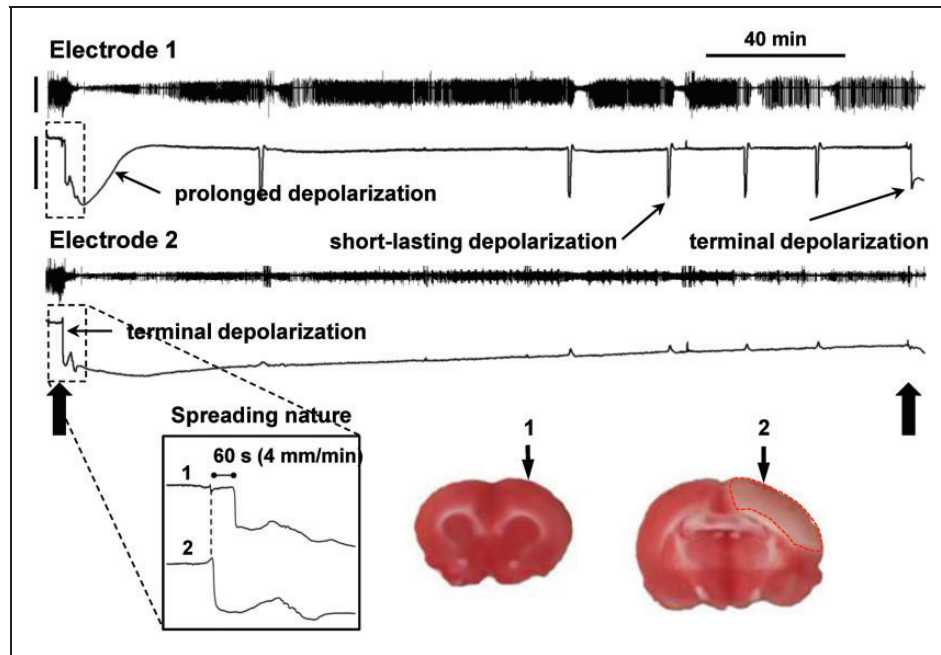 Electrode 1
40 min
prolonged depolarization
short-lasting depolarization
terminal depolarization
Electrode 2
terminal depolarization
Spreading nature
60 s (4 mm/min)
1
2
1
2